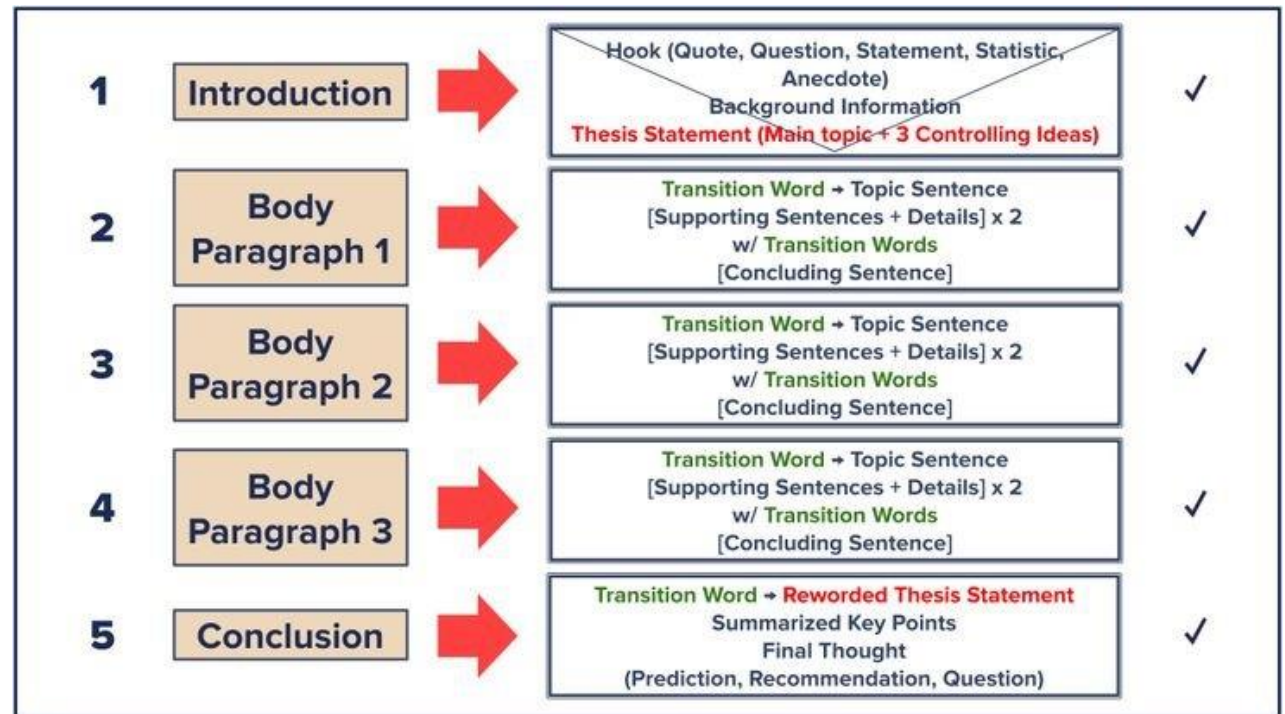 1
Introduction
Hook (Quote, Question, Statement, Statistic,
Anecdote)
Background Information
Thesis Statement (Main topic + 3 Controlling Ideas)
✓
2
Body
Paragraph 1
Transition Word → Topic Sentence
[Supporting Sentences + Details] x 2
w/ Transition Words
[Concluding Sentence]
✓
3
Body
Paragraph 2
Transition Word → Topic Sentence
[Supporting Sentences + Details] x 2
w/ Transition Words
[Concluding Sentence]
✓
4
Body
Paragraph 3
Transition Word → Topic Sentence
[Supporting Sentences + Details] x 2
w/ Transition Words
[Concluding Sentence]
✓
5
Conclusion
Transition Word → Reworded Thesis Statement
Summarized Key Points
Final Thought
(Prediction, Recommendation, Question)
✓